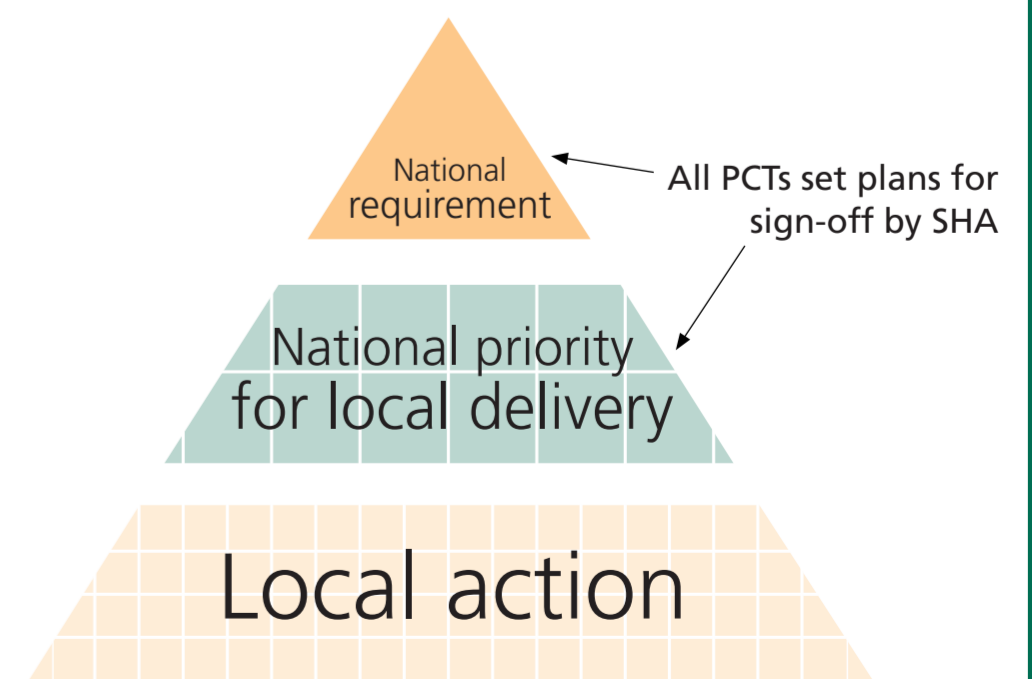 National
requirement
All PCTs set plans for
sign-off by SHA
National priority
for local delivery
Local action